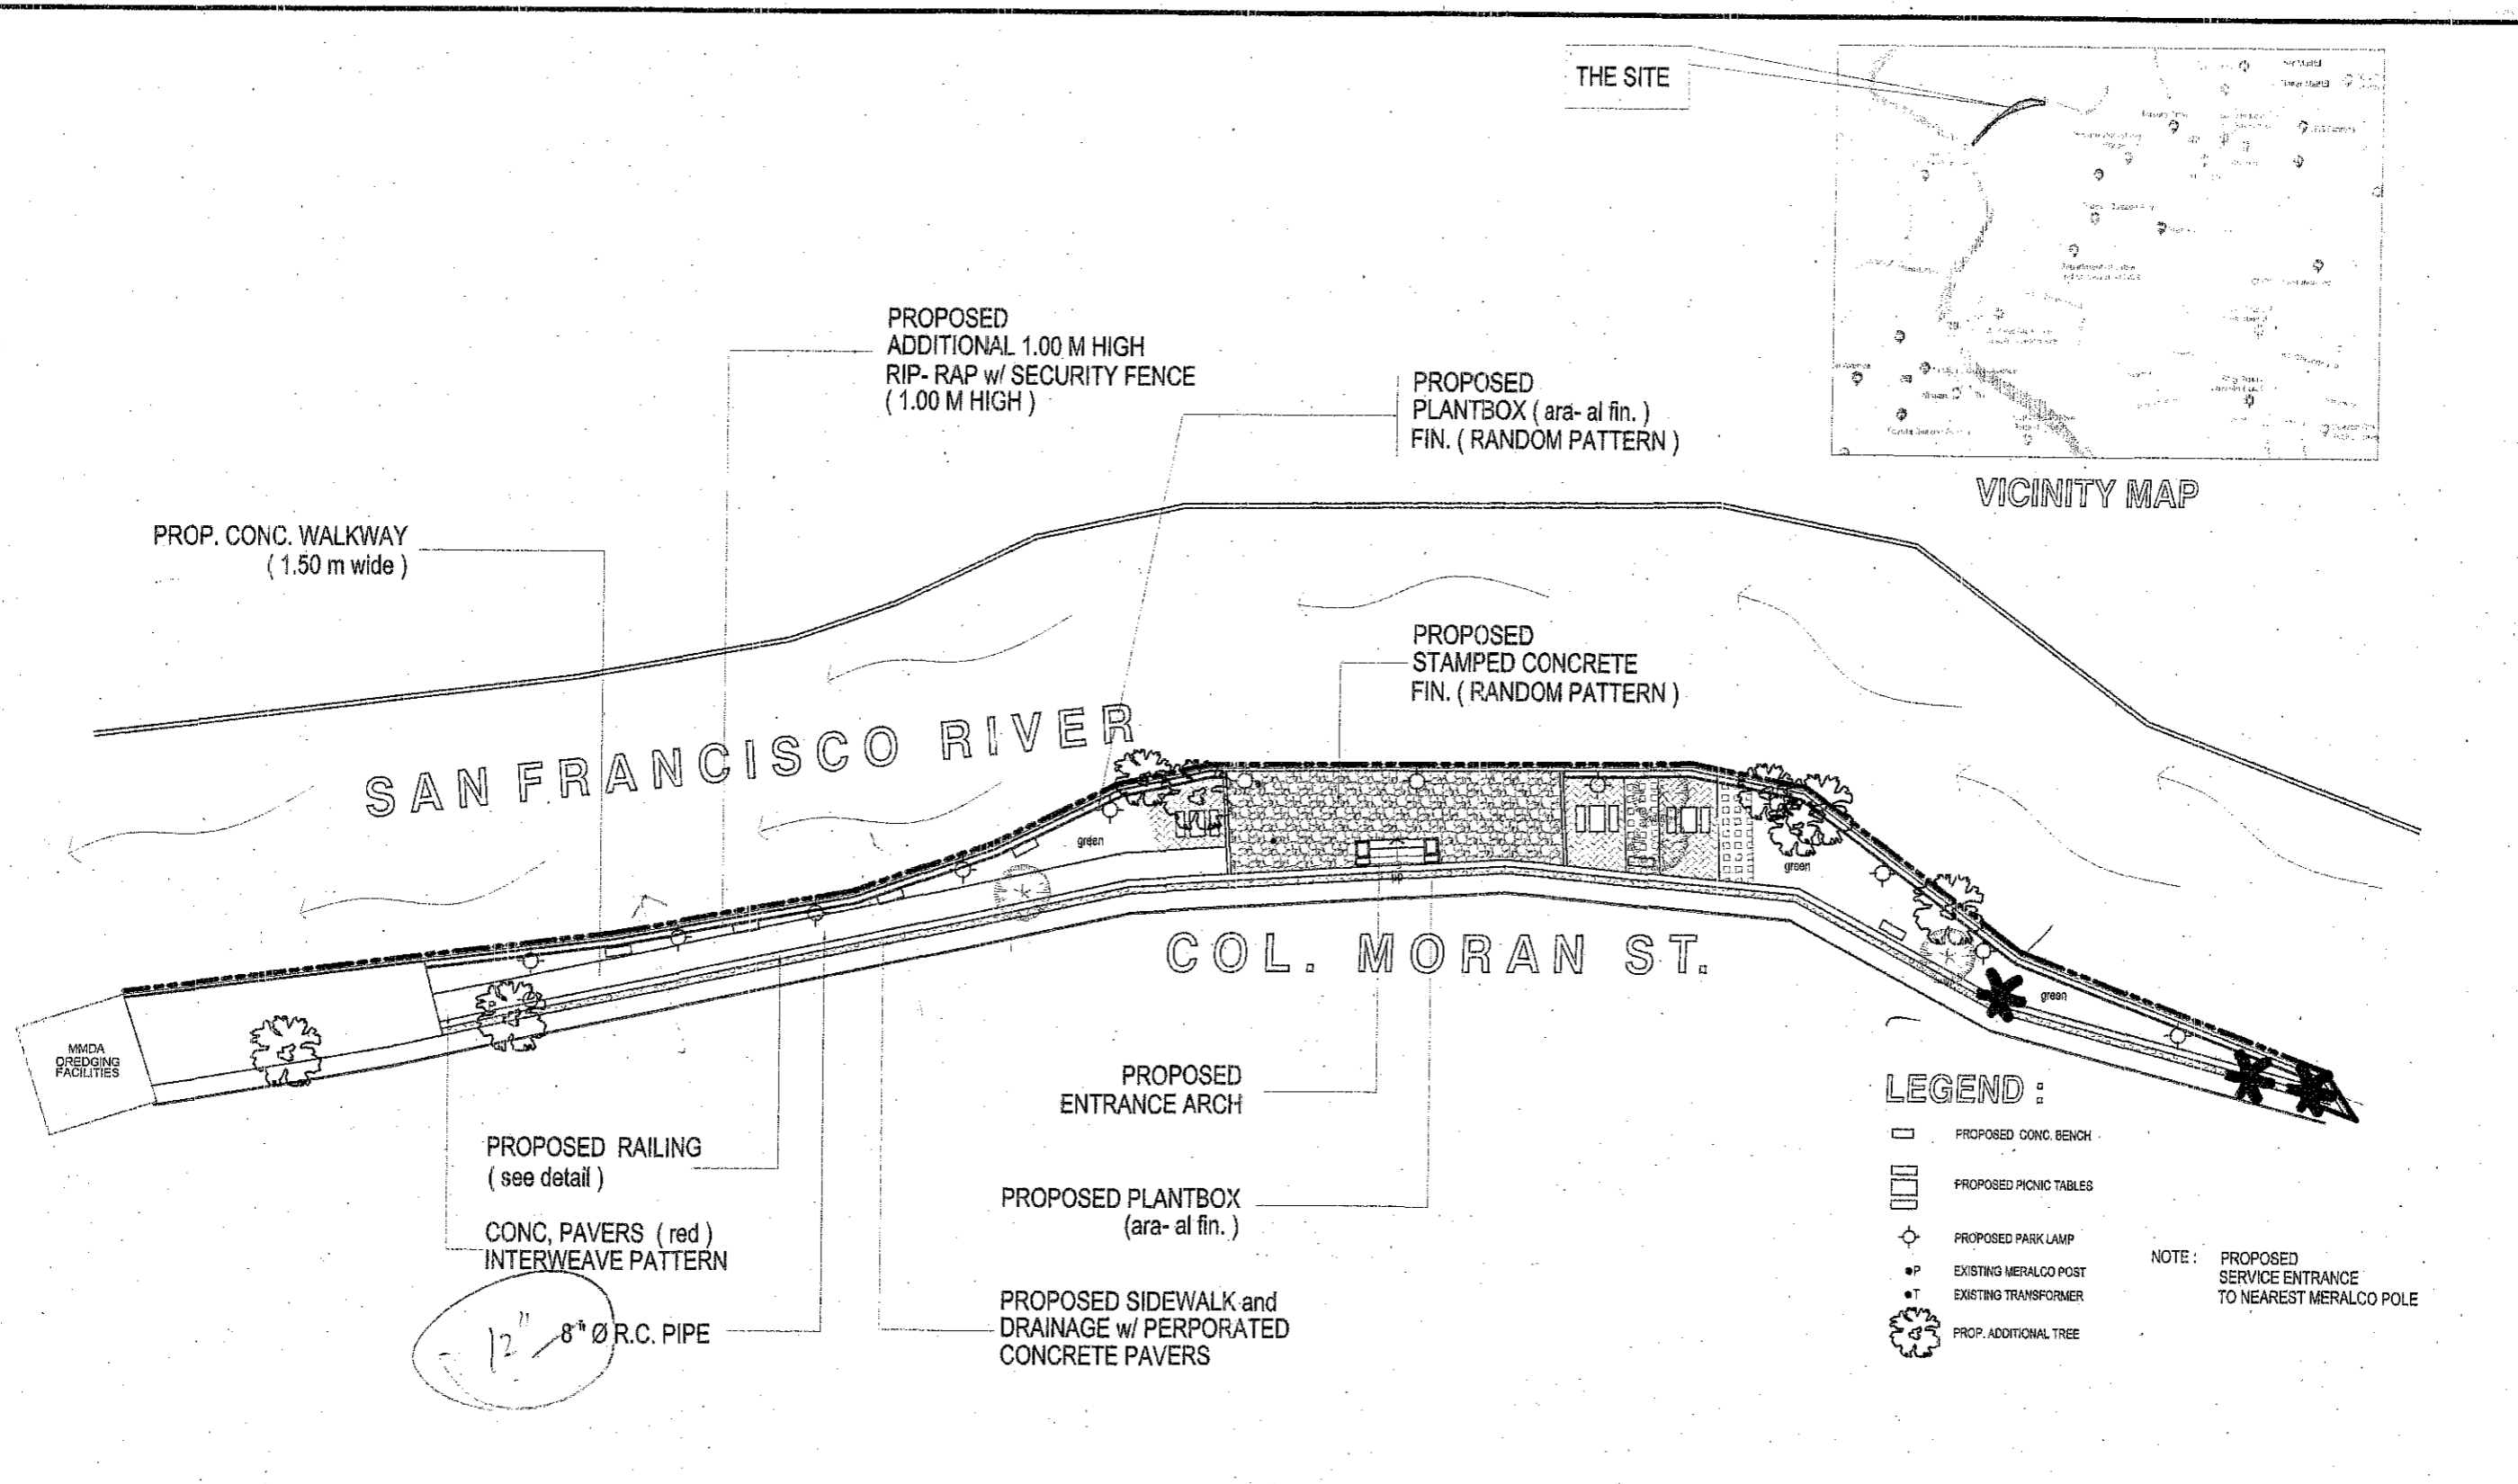 THE SITE
VICINITY MAP
PROPOSED
ADDITIONAL 1.00 M HIGH
RIP- RAP w/ SECURITY FENCE
( 1.00 M HIGH )
PROPOSED
PLANTBOX ( ara- al fin. )
FIN. ( RANDOM PATTERN )
PROP. CONC. WALKWAY
( 1.50 m wide )
PROPOSED
STAMPED CONCRETE
FIN. ( RANDOM PATTERN )
SAN FRANCISCO RIVER
green
up
green
green
COL. MORAN ST.
MMDA
DREDGING
FACILITIES
PROPOSED
ENTRANCE ARCH
PROPOSED RAILING
( see detail )
PROPOSED PLANTBOX
(ara- al fin. )
CONC, PAVERS ( red )
INTERWEAVE PATTERN
12" 8" Ø R.C. PIPE
PROPOSED SIDEWALK and
DRAINAGE w/ PERPORATED
CONCRETE PAVERS
LEGEND :
PROPOSED CONC. BENCH
PROPOSED PICNIC TABLES
PROPOSED PARK LAMP
P EXISTING MERALCO POST
T EXISTING TRANSFORMER
PROP. ADDITIONAL TREE
NOTE : PROPOSED
SERVICE ENTRANCE
TO NEAREST MERALCO POLE